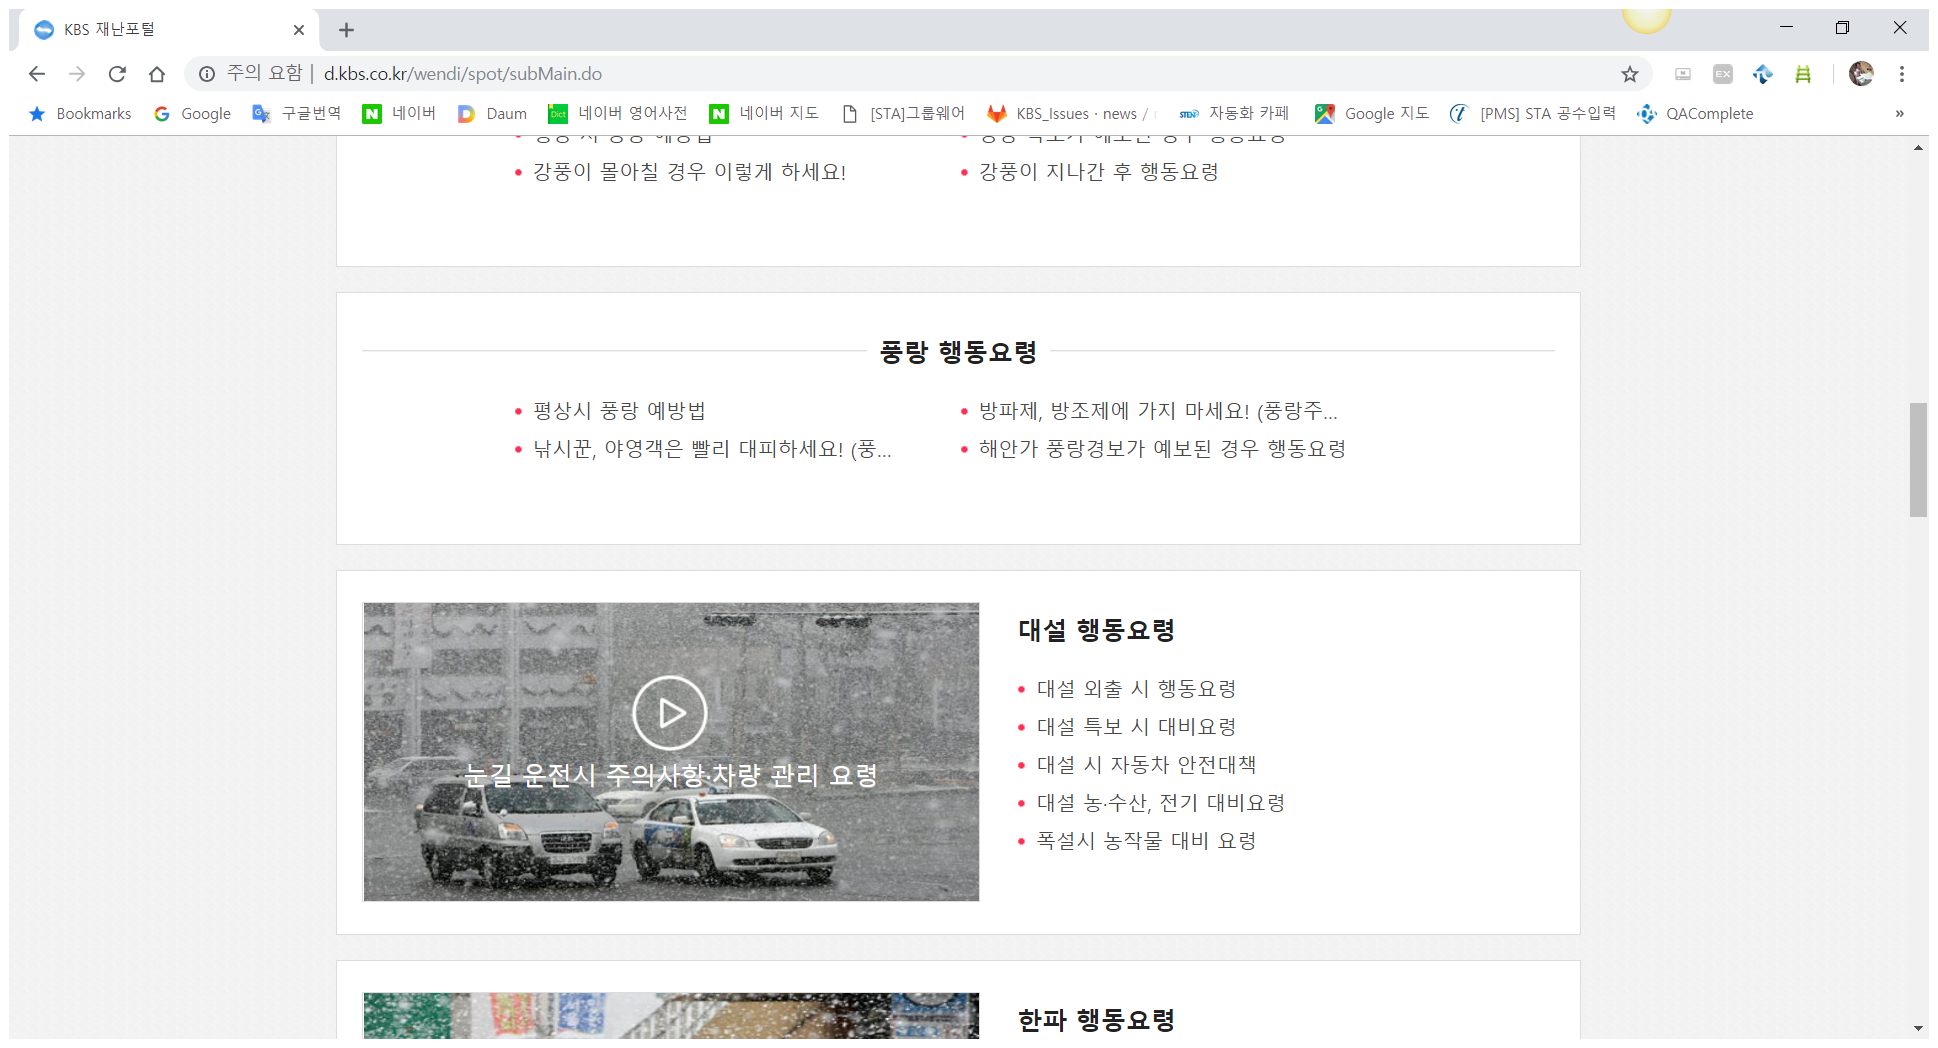 KBS 재난포털
주의 요함 | d.kbs.co.kr/wendi/spot/subMain.do
EX
Bookmarks Google 구글번역 네이버 Daum 네이버 영어사전 네이버 지도 [STA]그룹웨어 KBS_Issues · news / 자동화 카페 Google 지도 [PMS] STA 공수입력 QAComplete »
강풍이 몰아칠 경우 이렇게 하세요! 강풍이 지나간 후 행동요령
풍랑 행동요령
평상시 풍랑 예방법 방파제, 방조제에 가지 마세요! (풍랑주...
낚시꾼, 야영객은 빨리 대피하세요! (풍... 해안가 풍랑경보가 예보된 경우 행동요령
눈길 운전시 주의사항·차량 관리 요령
대설 행동요령
대설 외출 시 행동요령
대설 특보 시 대비요령
대설 시 자동차 안전대책
대설 농·수산, 전기 대비요령
폭설시 농작물 대비 요령
한파 행동요령